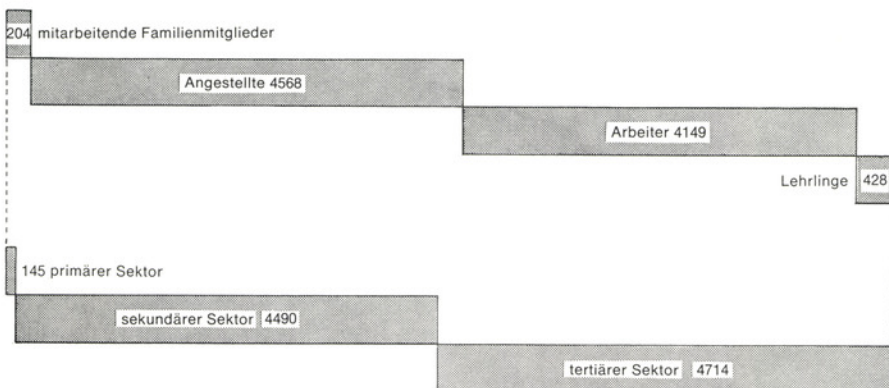 204 mitarbeitende Familienmitglieder
Angestellte 4568
Arbeiter 4149
Lehrlinge 428
145 primärer Sektor
sekundärer Sektor 4490
tertiärer Sektor 4714